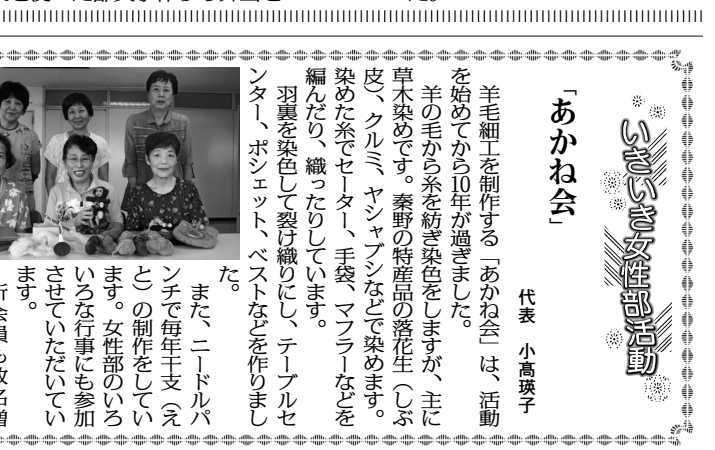 いきいき女性部活動
「あかね会」
代表　小髙瑛子
　羊毛細工を制作する「あかね会」は、活動
を始めてから10年が過ぎました。
　羊の毛から糸を紡ぎ染色をしますが、主に
草木染めです。秦野の特産品の落花生（しぶ
皮）、クルミ、ヤシャブシなどで染めます。
染めた糸でセーター、手袋、マフラーなどを
編んだり、織ったりしています。
　羽裏を染色して裂け織りにし、テーブルセ
ンター、ポシェット、ベストなどを作りまし
た。
　また、ニードルパ
ンチで毎年干支（え
と）の制作をしてい
ます。女性部のいろ
いろな行事にも参加
させていただいてい
ます。